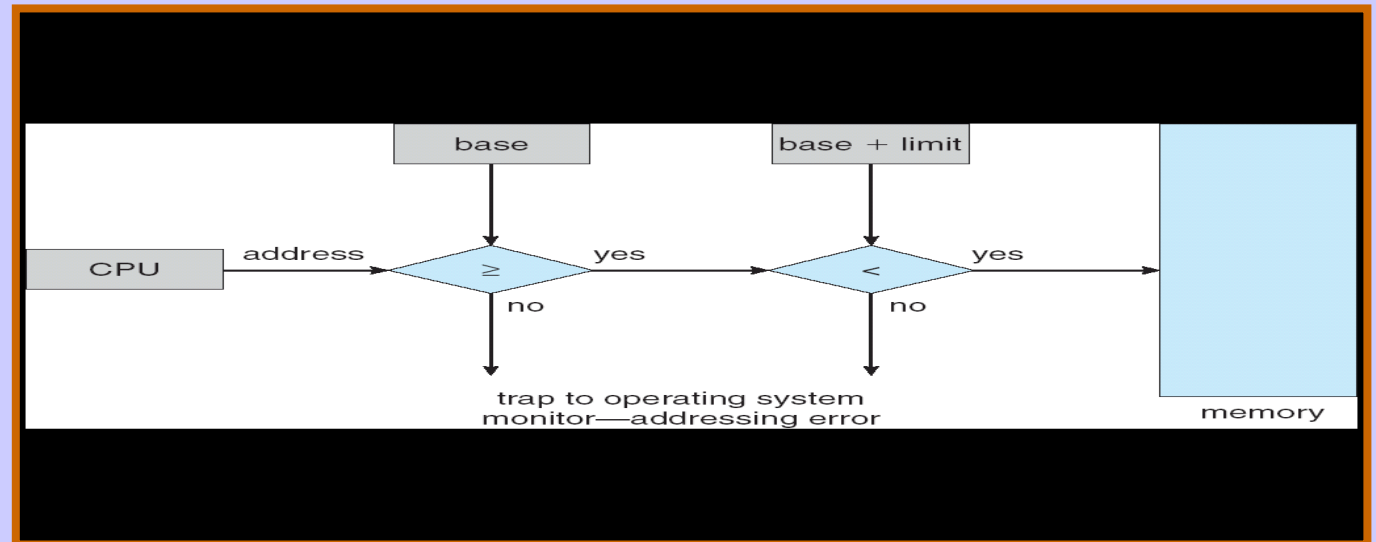 base
base + limit
CPU
address
≥
yes
<
yes
no
no
trap to operating system
monitor—addressing error
memory